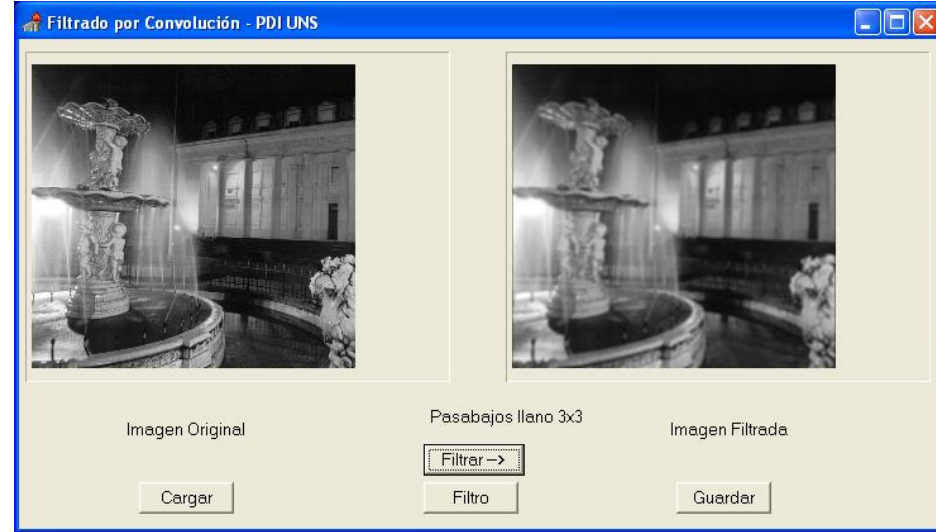 Filtrado por Convolución - PDI UNS
Imagen Original
Pasabajos llano 3x3
Imagen Filtrada
Filtrar -->
Cargar
Filtro
Guardar